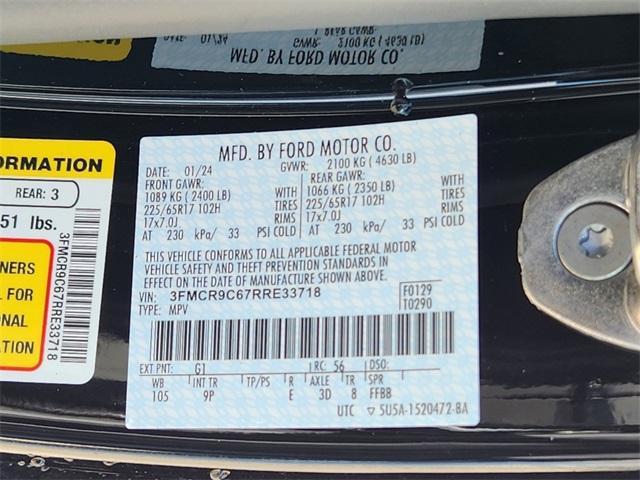 MFD. BY FORD MOTOR CO.
DATE: 01/24 GVWR: 2100 KG ( 4630 LB)
FRONT GAWR: REAR GAWR:
1089 KG ( 2400 LB) WITH 1066 KG ( 2350 LB) WITH
225/65R17 102H TIRES 225/65R17 102H TIRES
17x7.0J RIMS 17x7.0J RIMS
AT 230 kPa/ 33 PSI COLD AT 230 kPa/ 33 PSI COLD
THIS VEHICLE CONFORMS TO ALL APPLICABLE FEDERAL MOTOR
VEHICLE SAFETY AND THEFT PREVENTION STANDARDS IN
EFFECT ON THE DATE OF MANUFACTURE SHOWN ABOVE.
VIN: 3FMCR9C67RRE33718 F0129
TYPE: MPV T0290
EXT PNT: G1 RC: 56 DSO:
WB INT TR TP/PS R AXLE TR SPR
105 9P E 3D 8 FFBB
UTC 5U5A-1520472-BA
ORMATION
REAR: 3
51 lbs.
NERS
FOR
ONAL
ATION
3FMCR9C67RRE33718